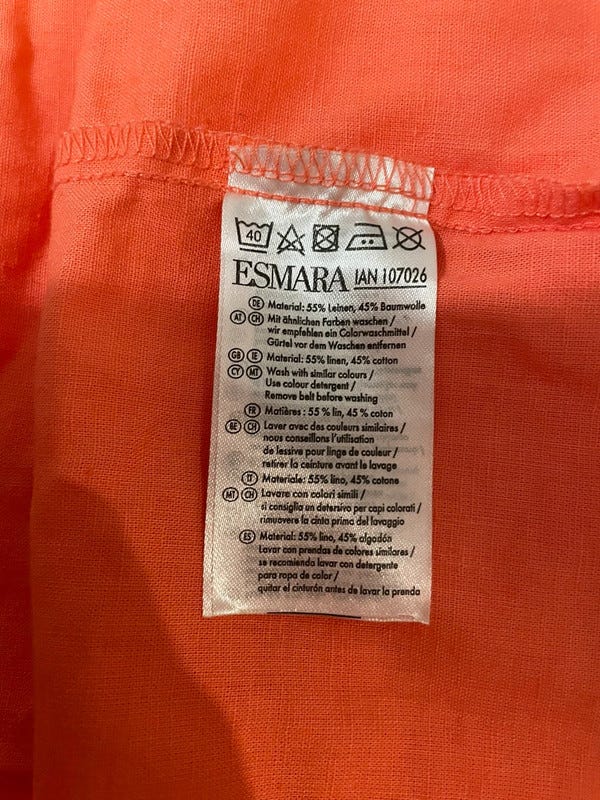 40
ESMARA IAN 107026
DE Material: 55% Leinen, 45% Baumwolle
AT CH Mit ähnlichen Farben waschen /
wir empfehlen ein Colorwaschmittel /
Gürtel vor dem Waschen entfernen
GB IE Material: 55% linen, 45% cotton
CY MT Wash with similar colours /
Use colour detergent /
Remove belt before washing
FR Matières : 55 % lin, 45 % coton
BE CH Laver avec des couleurs similaires /
nous conseillons l'utilisation
de lessive pour linge de couleur /
retirer la ceinture avant le lavage
IT Materiale: 55% lino, 45% cotone
MT CH Lavare con colori simili /
si consiglia un detersivo per capi colorati /
rimuovere la cinta prima del lavaggio
ES Material: 55% lino, 45% algodón
Lavar con prendas de colores similares /
se recomienda lavar con detergente
para ropa de color /
quitar el cinturón antes de lavar la prenda